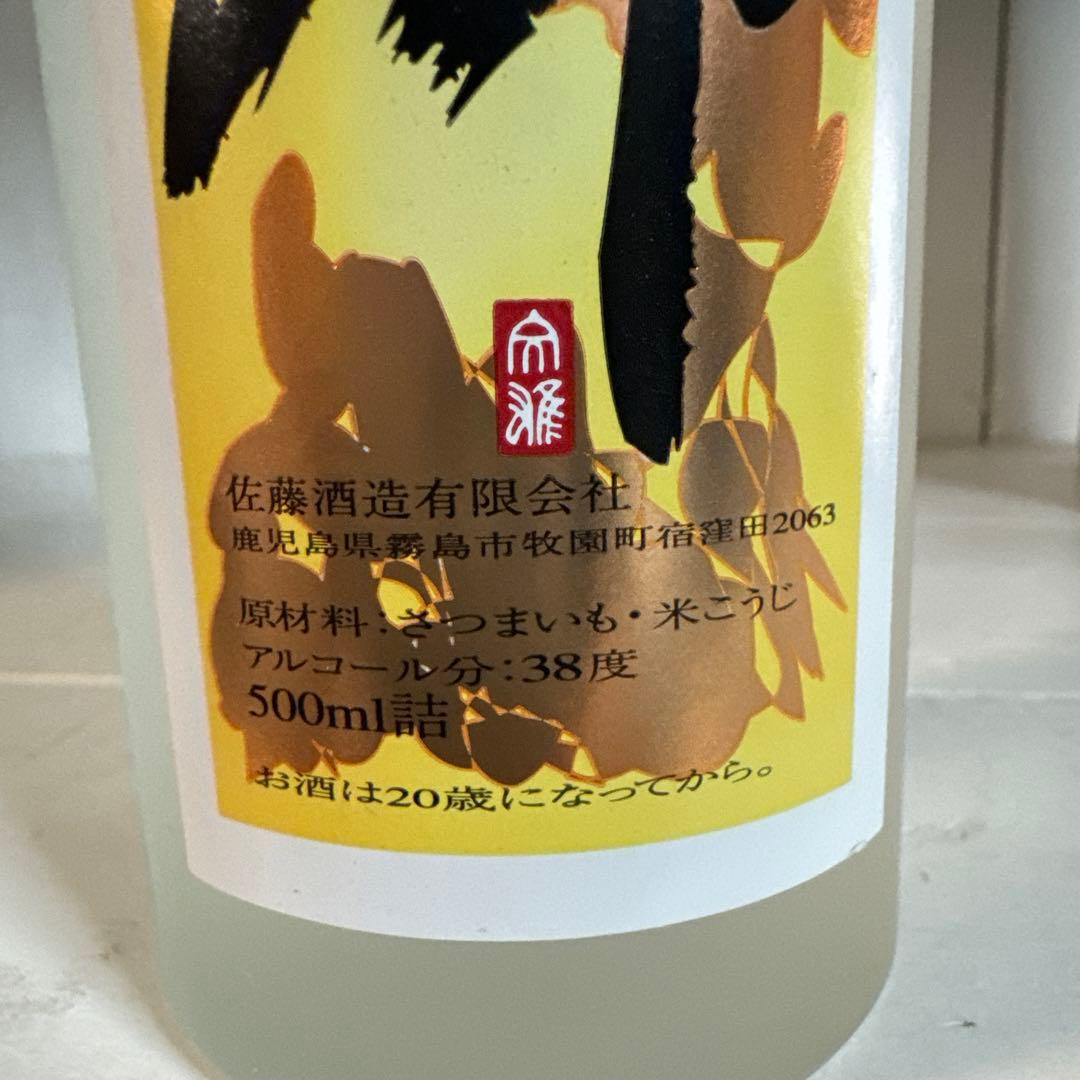 佐藤酒造有限会社
鹿児島県霧島市牧園町宿窪田2063
原材料:さつまいも・米こうじ
アルコール分:38度
500ml詰
お酒は20歳になってから。